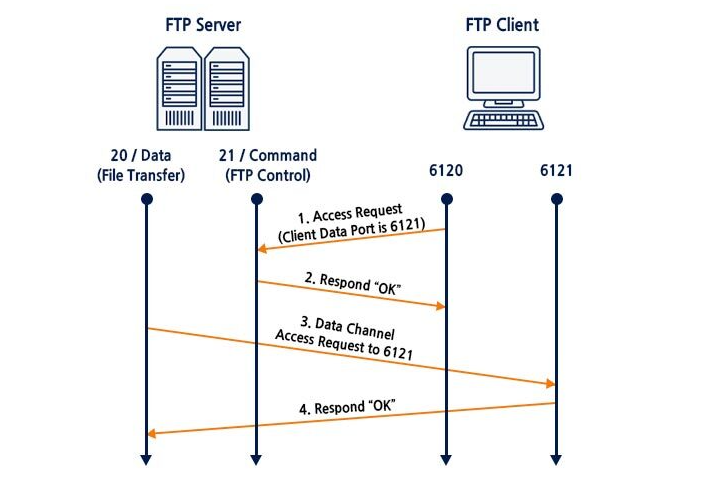 FTP Server
FTP Client
20 / Data
(File Transfer)
21 / Command
(FTP Control)
6120
6121
1. Access Request
(Client Data Port is 6121)
2. Respond “OK”
3. Data Channel
Access Request to 6121
4. Respond “OK”